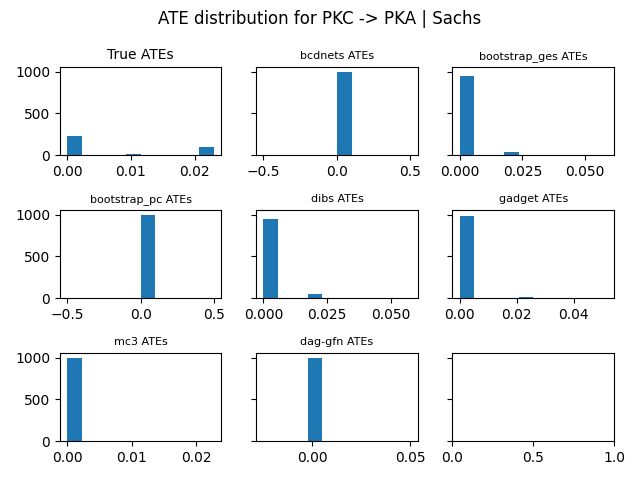 ATE distribution for PKC -> PKA | Sachs
True ATEs
bcdnets ATEs
bootstrap_ges ATEs
1000
500
0
0.00 0.01 0.02
−0.5 0.0 0.5
0.000 0.025 0.050
bootstrap_pc ATEs
dibs ATEs
gadget ATEs
1000
500
0
−0.5 0.0 0.5
0.000 0.025 0.050
0.00 0.02 0.04
mc3 ATEs
dag-gfn ATEs
1000
500
0
0.00 0.01 0.02
0.00 0.05
0.0 0.5 1.0